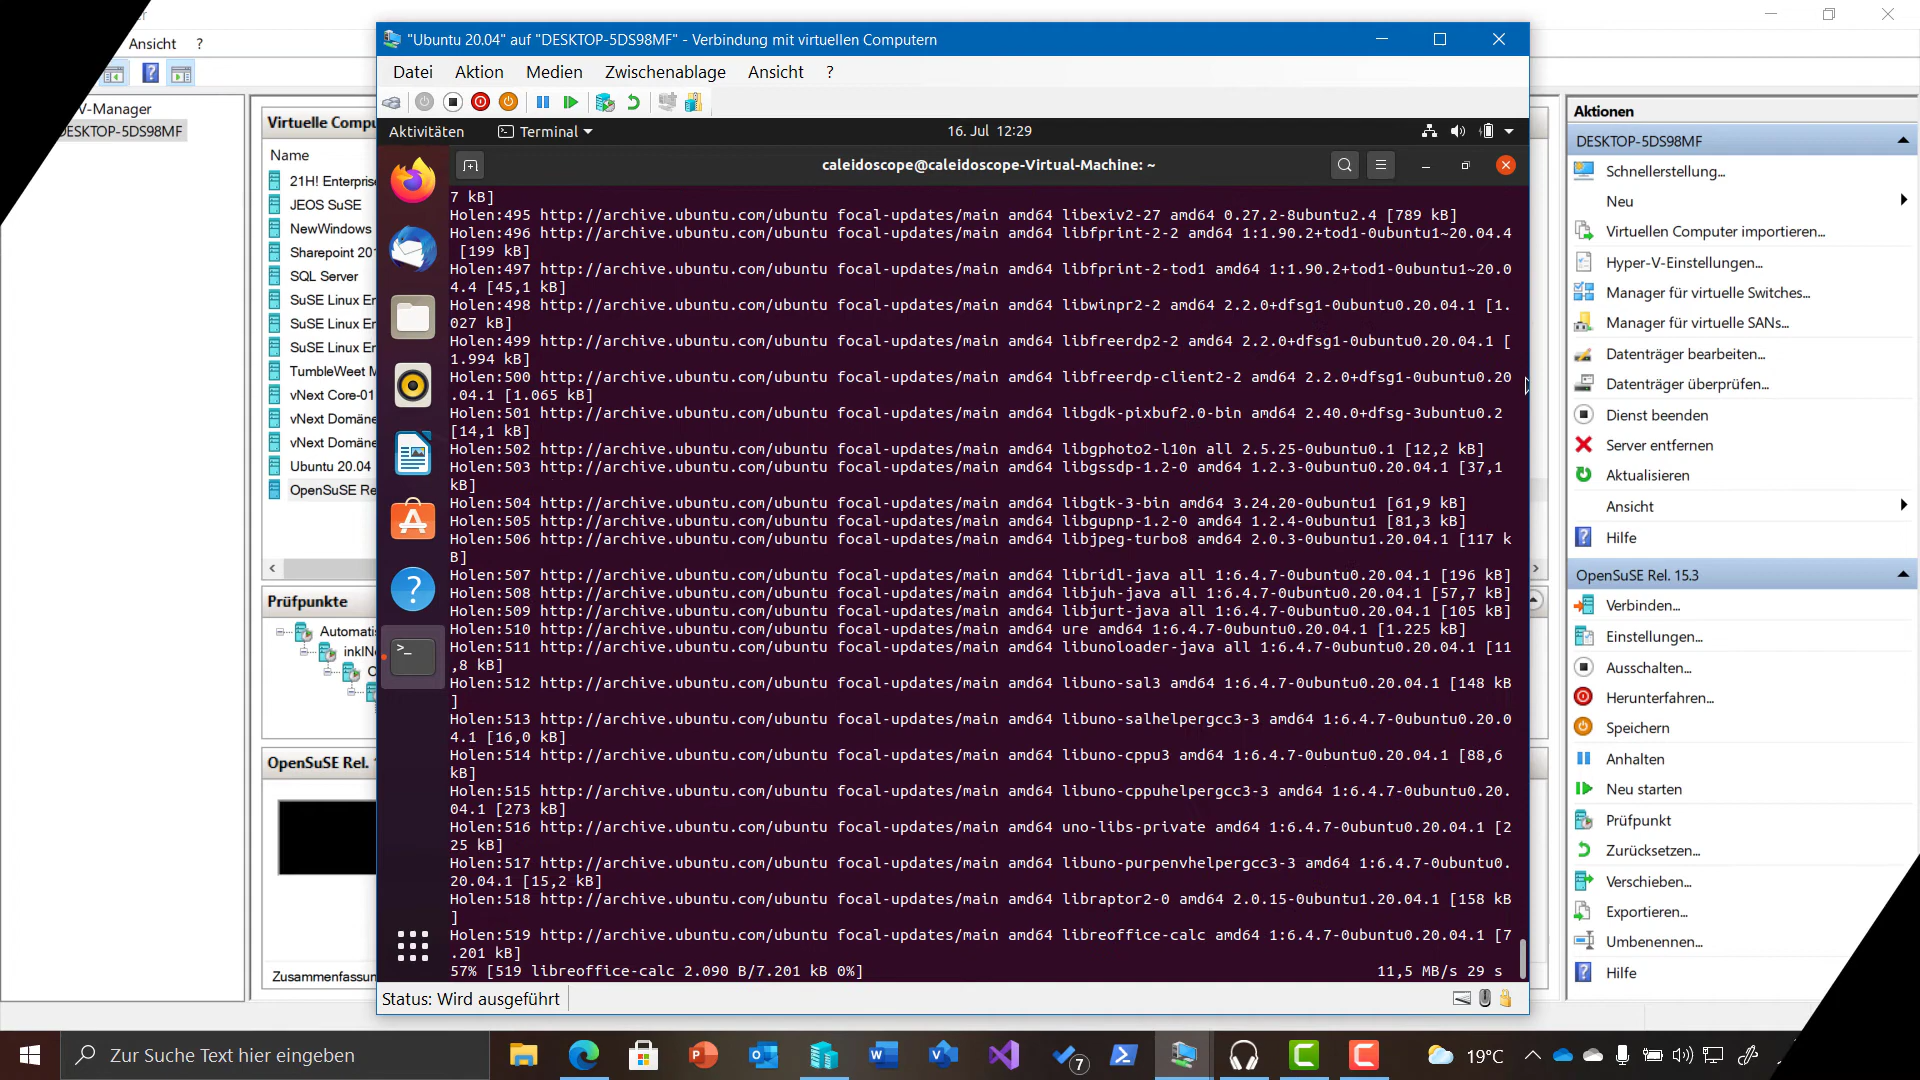 Ansicht ?
V-Manager
DESKTOP-5DS98MF
Virtuelle Compu
Name
21H! Enterprise
JEOS SuSE
NewWindows
Sharepoint 201
SQL Server
SuSE Linux En
SuSE Linux En
SuSE Linux En
TumbleWeet M
vNext Core-01
vNext Domäne
vNext Domäne
Ubuntu 20.04
OpenSuSE Re
Prüfpunkte
Automatis
inklN
OpenSuSE Rel.
Zusammenfassun
"Ubuntu 20.04" auf "DESKTOP-5DS98MF" - Verbindung mit virtuellen Computern
Datei Aktion Medien Zwischenablage Ansicht ?
Aktivitäten Terminal 16. Jul 12:29
caleidoscope@caleidoscope-Virtual-Machine: ~
7 kB]
Holen:495 http://archive.ubuntu.com/ubuntu focal-updates/main amd64 libexiv2-27 amd64 0.27.2-8ubuntu2.4 [789 kB]
Holen:496 http://archive.ubuntu.com/ubuntu focal-updates/main amd64 libfprint-2-2 amd64 1:1.90.2+tod1-0ubuntu1~20.04.4
[199 kB]
Holen:497 http://archive.ubuntu.com/ubuntu focal-updates/main amd64 libfprint-2-tod1 amd64 1:1.90.2+tod1-0ubuntu1~20.0
4.4 [45,1 kB]
Holen:498 http://archive.ubuntu.com/ubuntu focal-updates/main amd64 libwinpr2-2 amd64 2.2.0+dfsg1-0ubuntu0.20.04.1 [1.
027 kB]
Holen:499 http://archive.ubuntu.com/ubuntu focal-updates/main amd64 libfreerdp2-2 amd64 2.2.0+dfsg1-0ubuntu0.20.04.1 [
1.994 kB]
Holen:500 http://archive.ubuntu.com/ubuntu focal-updates/main amd64 libfreerdp-client2-2 amd64 2.2.0+dfsg1-0ubuntu0.20
.04.1 [1.065 kB]
Holen:501 http://archive.ubuntu.com/ubuntu focal-updates/main amd64 libgdk-pixbuf2.0-bin amd64 2.40.0+dfsg-3ubuntu0.2
[14,1 kB]
Holen:502 http://archive.ubuntu.com/ubuntu focal-updates/main amd64 libgphoto2-l10n all 2.5.25-0ubuntu0.1 [12,2 kB]
Holen:503 http://archive.ubuntu.com/ubuntu focal-updates/main amd64 libgssdp-1.2-0 amd64 1.2.3-0ubuntu0.20.04.1 [37,1
kB]
Holen:504 http://archive.ubuntu.com/ubuntu focal-updates/main amd64 libgtk-3-bin amd64 3.24.20-0ubuntu1 [61,9 kB]
Holen:505 http://archive.ubuntu.com/ubuntu focal-updates/main amd64 libgupnp-1.2-0 amd64 1.2.4-0ubuntu1 [81,3 kB]
Holen:506 http://archive.ubuntu.com/ubuntu focal-updates/main amd64 libjpeg-turbo8 amd64 2.0.3-0ubuntu1.20.04.1 [117 k
B]
Holen:507 http://archive.ubuntu.com/ubuntu focal-updates/main amd64 libridl-java all 1:6.4.7-0ubuntu0.20.04.1 [196 kB]
Holen:508 http://archive.ubuntu.com/ubuntu focal-updates/main amd64 libjuh-java all 1:6.4.7-0ubuntu0.20.04.1 [57,7 kB]
Holen:509 http://archive.ubuntu.com/ubuntu focal-updates/main amd64 libjurt-java all 1:6.4.7-0ubuntu0.20.04.1 [105 kB]
Holen:510 http://archive.ubuntu.com/ubuntu focal-updates/main amd64 ure amd64 1:6.4.7-0ubuntu0.20.04.1 [1.225 kB]
Holen:511 http://archive.ubuntu.com/ubuntu focal-updates/main amd64 libunoloader-java all 1:6.4.7-0ubuntu0.20.04.1 [11
,8 kB]
Holen:512 http://archive.ubuntu.com/ubuntu focal-updates/main amd64 libuno-sal3 amd64 1:6.4.7-0ubuntu0.20.04.1 [148 kB
]
Holen:513 http://archive.ubuntu.com/ubuntu focal-updates/main amd64 libuno-salhelpergcc3-3 amd64 1:6.4.7-0ubuntu0.20.0
4.1 [16,0 kB]
Holen:514 http://archive.ubuntu.com/ubuntu focal-updates/main amd64 libuno-cppu3 amd64 1:6.4.7-0ubuntu0.20.04.1 [88,6
kB]
Holen:515 http://archive.ubuntu.com/ubuntu focal-updates/main amd64 libuno-cppuhelpergcc3-3 amd64 1:6.4.7-0ubuntu0.20.
04.1 [273 kB]
Holen:516 http://archive.ubuntu.com/ubuntu focal-updates/main amd64 uno-libs-private amd64 1:6.4.7-0ubuntu0.20.04.1 [2
25 kB]
Holen:517 http://archive.ubuntu.com/ubuntu focal-updates/main amd64 libuno-purpenvhelpergcc3-3 amd64 1:6.4.7-0ubuntu0.
20.04.1 [15,2 kB]
Holen:518 http://archive.ubuntu.com/ubuntu focal-updates/main amd64 libraptor2-0 amd64 2.0.15-0ubuntu1.20.04.1 [158 kB
]
Holen:519 http://archive.ubuntu.com/ubuntu focal-updates/main amd64 libreoffice-calc amd64 1:6.4.7-0ubuntu0.20.04.1 [7
.201 kB]
57% [519 libreoffice-calc 2.090 B/7.201 kB 0%] 11,5 MB/s 29 s
Status: Wird ausgeführt
Aktionen
DESKTOP-5DS98MF
Schnellerstellung...
Neu
Virtuellen Computer importieren...
Hyper-V-Einstellungen...
Manager für virtuelle Switches...
Manager für virtuelle SANs...
Datenträger bearbeiten...
Datenträger überprüfen...
Dienst beenden
Server entfernen
Aktualisieren
Ansicht
Hilfe
OpenSuSE Rel. 15.3
Verbinden...
Einstellungen...
Ausschalten...
Herunterfahren...
Speichern
Anhalten
Neu starten
Prüfpunkt
Zurücksetzen...
Verschieben...
Exportieren...
Umbenennen...
Hilfe
Zur Suche Text hier eingeben
7
19°C